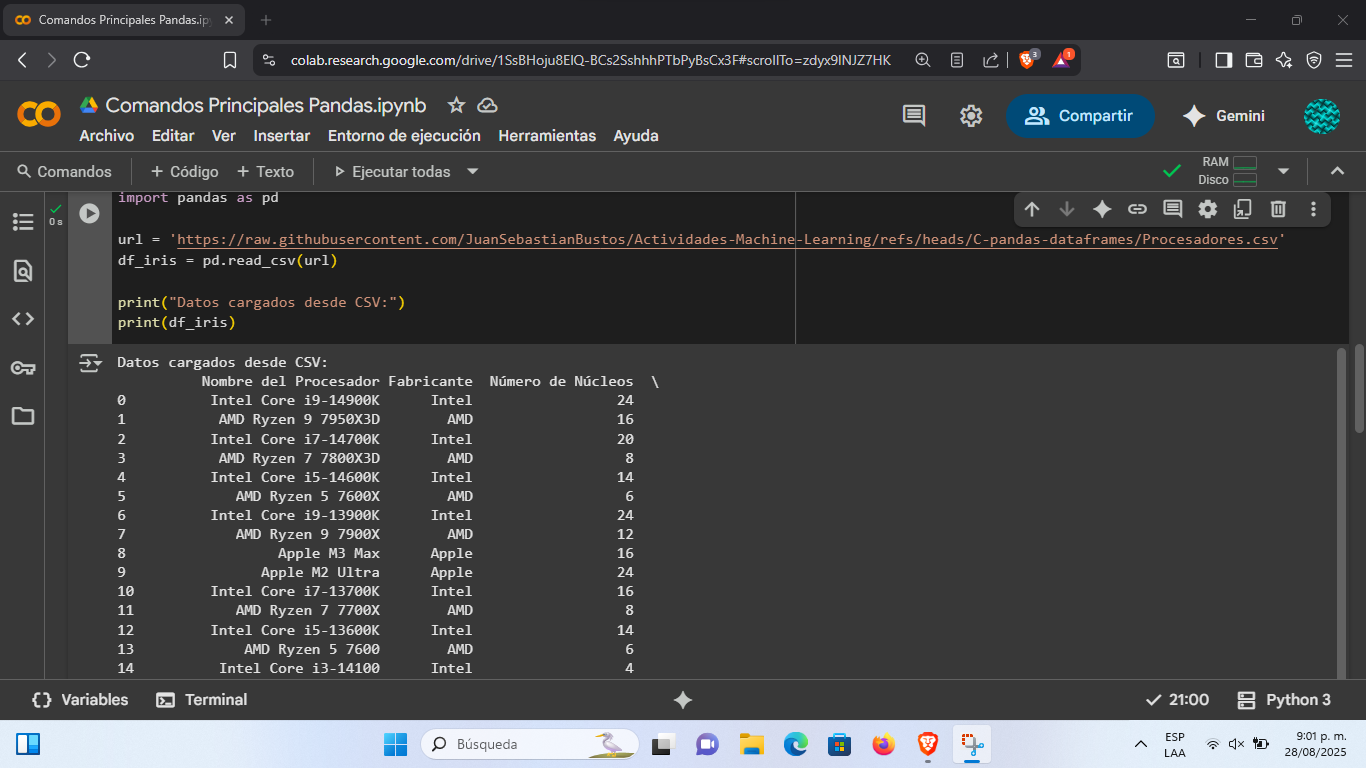 Comandos Principales Pandas.ip
colab.research.google.com/drive/1SsBHoju8ElQ-BCs2SshhhPTbPyBsCx3F#scrollTo=zdyx9lNJZ7HK
3
1
Comandos Principales Pandas.ipynb
Archivo Editar Ver Insertar Entorno de ejecución Herramientas Ayuda
Compartir
Gemini
Comandos + Código + Texto Ejecutar todas
RAM
Disco
0 s
import pandas as pd
url = 'https://raw.githubusercontent.com/JuanSebastianBustos/Actividades-Machine-Learning/refs/heads/C-pandas-dataframes/Procesadores.csv'
df_iris = pd.read_csv(url)
print("Datos cargados desde CSV:")
print(df_iris)
Datos cargados desde CSV:
Nombre del Procesador Fabricante Número de Núcleos \
0 Intel Core i9-14900K Intel 24
1 AMD Ryzen 9 7950X3D AMD 16
2 Intel Core i7-14700K Intel 20
3 AMD Ryzen 7 7800X3D AMD 8
4 Intel Core i5-14600K Intel 14
5 AMD Ryzen 5 7600X AMD 6
6 Intel Core i9-13900K Intel 24
7 AMD Ryzen 9 7900X AMD 12
8 Apple M3 Max Apple 16
9 Apple M2 Ultra Apple 24
10 Intel Core i7-13700K Intel 16
11 AMD Ryzen 7 7700X AMD 8
12 Intel Core i5-13600K Intel 14
13 AMD Ryzen 5 7600 AMD 6
14 Intel Core i3-14100 Intel 4
Variables Terminal
21:00 Python 3
Búsqueda
ESP
LAA
9:01 p. m.
28/08/2025